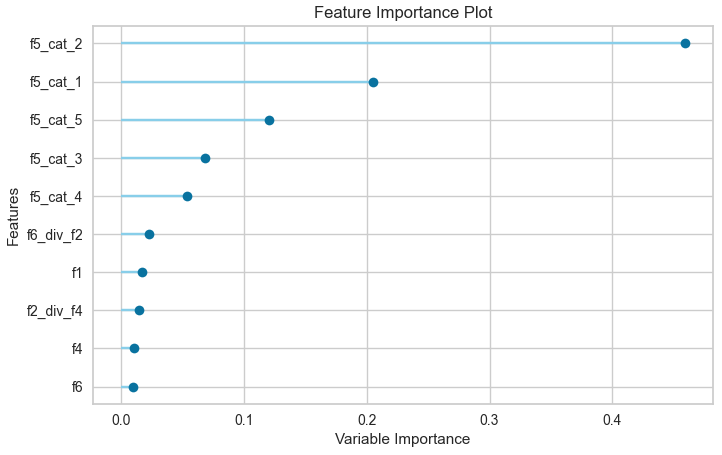 Feature Importance Plot
f5_cat_2
f5_cat_1
f5_cat_5
f5_cat_3
f5_cat_4
f6_div_f2
f1
f2_div_f4
f4
f6
Features
0.0 0.1 0.2 0.3 0.4
Variable Importance